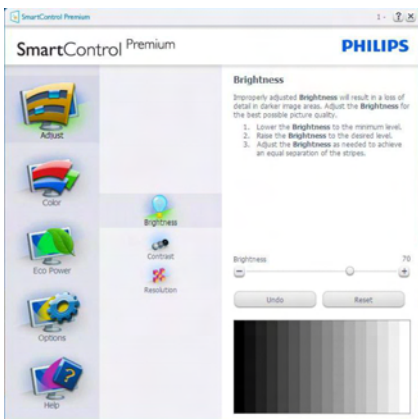 SmartControl Premium
1 - ? ×
SmartControl Premium
PHILIPS
Adjust
Color
Eco Power
Options
Help
Brightness
Contrast
Resolution
Brightness
Improperly adjusted Brightness will result in a loss of
detail in darker image areas. Adjust the Brightness for
the best possible picture quality.
1. Lower the Brightness to the minimum level.
2. Raise the Brightness to the desired level.
3. Adjust the Brightness as needed to achieve
an equal separation of the stripes.
Brightness 70
Undo Reset